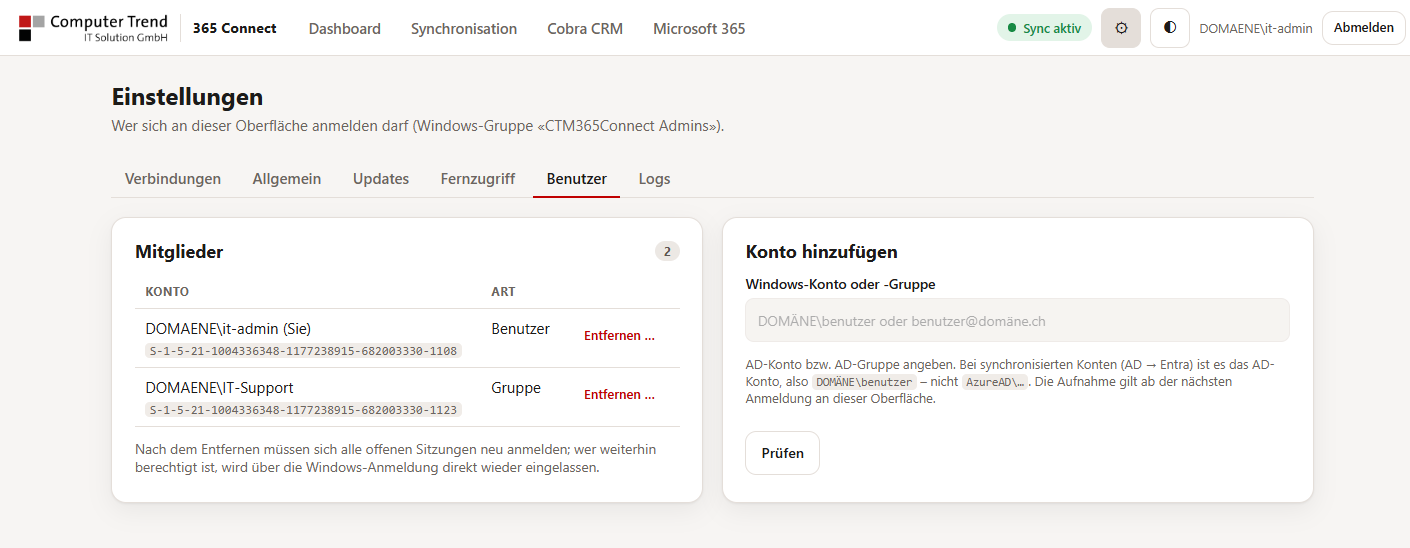 Computer Trend
IT Solution GmbH
365 Connect
Dashboard
Synchronisation
Cobra CRM
Microsoft 365
Sync aktiv
DOMAENE\it-admin
Abmelden
Einstellungen
Wer sich an dieser Oberfläche anmelden darf (Windows-Gruppe «CTM365Connect Admins»).
Verbindungen
Allgemein
Updates
Fernzugriff
Benutzer
Logs
Mitglieder
2
KONTO
ART
DOMAENE\it-admin (Sie)
Benutzer
Entfernen ...
S-1-5-21-1004336348-1177238915-682003330-1108
DOMAENE\IT-Support
Gruppe
Entfernen ...
S-1-5-21-1004336348-1177238915-682003330-1123
Nach dem Entfernen müssen sich alle offenen Sitzungen neu anmelden; wer weiterhin
berechtigt ist, wird über die Windows-Anmeldung direkt wieder eingelassen.
Konto hinzufügen
Windows-Konto oder -Gruppe
DOMÄNE\benutzer oder benutzer@domäne.ch
AD-Konto bzw. AD-Gruppe angeben. Bei synchronisierten Konten (AD → Entra) ist es das AD-
Konto, also DOMÄNE\benutzer – nicht AzureAD\…. Die Aufnahme gilt ab der nächsten
Anmeldung an dieser Oberfläche.
Prüfen